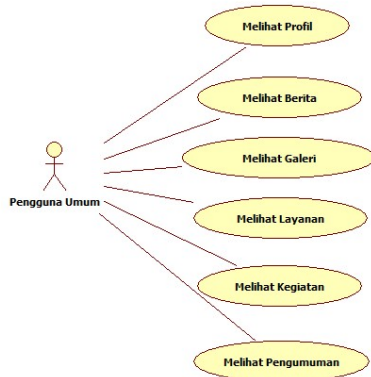 Melihat Profil
Melihat Berita
Melihat Galeri
Pengguna Umum
Melihat Layanan
Melihat Kegiatan
Melihat Pengumuman